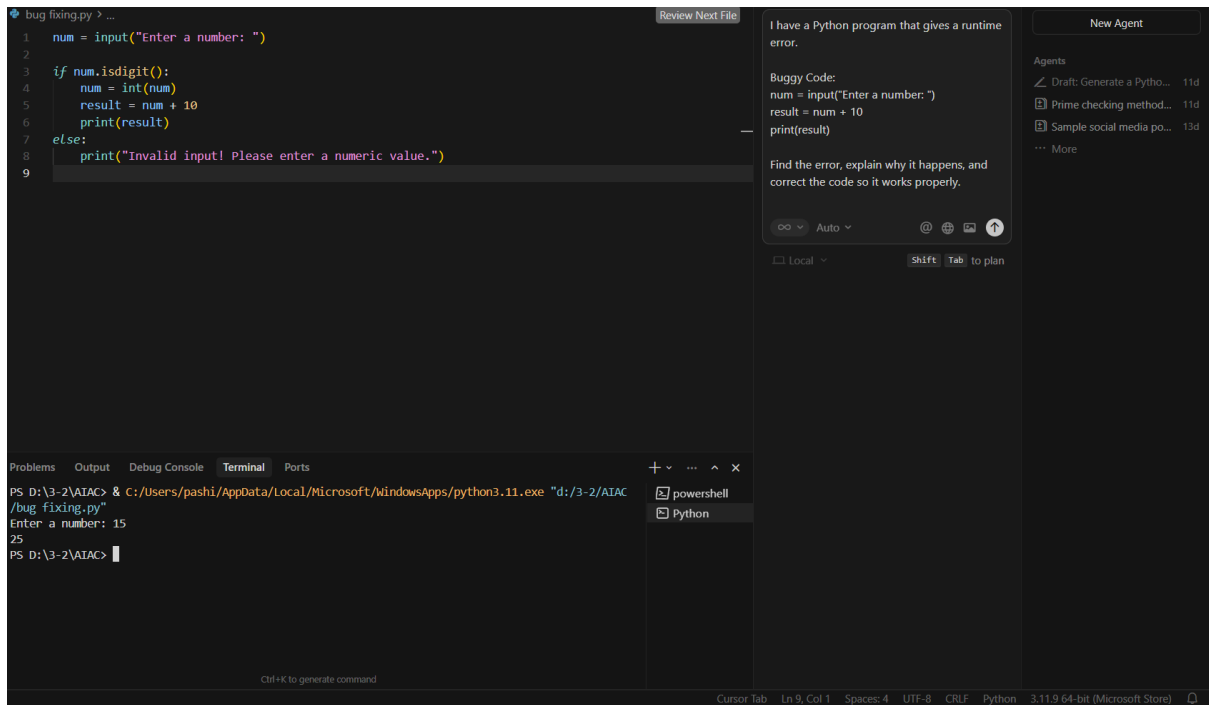 bug fixing.py > ...
Review Next File
1 num = input("Enter a number: ")
2
3 if num.isdigit():
4     num = int(num)
5     result = num + 10
6     print(result)
7 else:
8     print("Invalid input! Please enter a numeric value.")
9
Problems Output Debug Console Terminal Ports
PS D:\3-2\AIAC> & C:/Users/pashi/AppData/Local/Microsoft/WindowsApps/python3.11.exe "d:/3-2/AIAC
/bug fixing.py"
Enter a number: 15
25
PS D:\3-2\AIAC>
powershell
Python
Ctrl+K to generate command
I have a Python program that gives a runtime
error.
Buggy Code:
num = input("Enter a number: ")
result = num + 10
print(result)
Find the error, explain why it happens, and
correct the code so it works properly.
Auto
Local
Shift Tab to plan
New Agent
Agents
Draft: Generate a Pytho... 11d
Prime checking method... 11d
Sample social media po... 13d
... More
Cursor Tab Ln 9, Col 1 Spaces: 4 UTF-8 CRLF Python 3.11.9 64-bit (Microsoft Store)